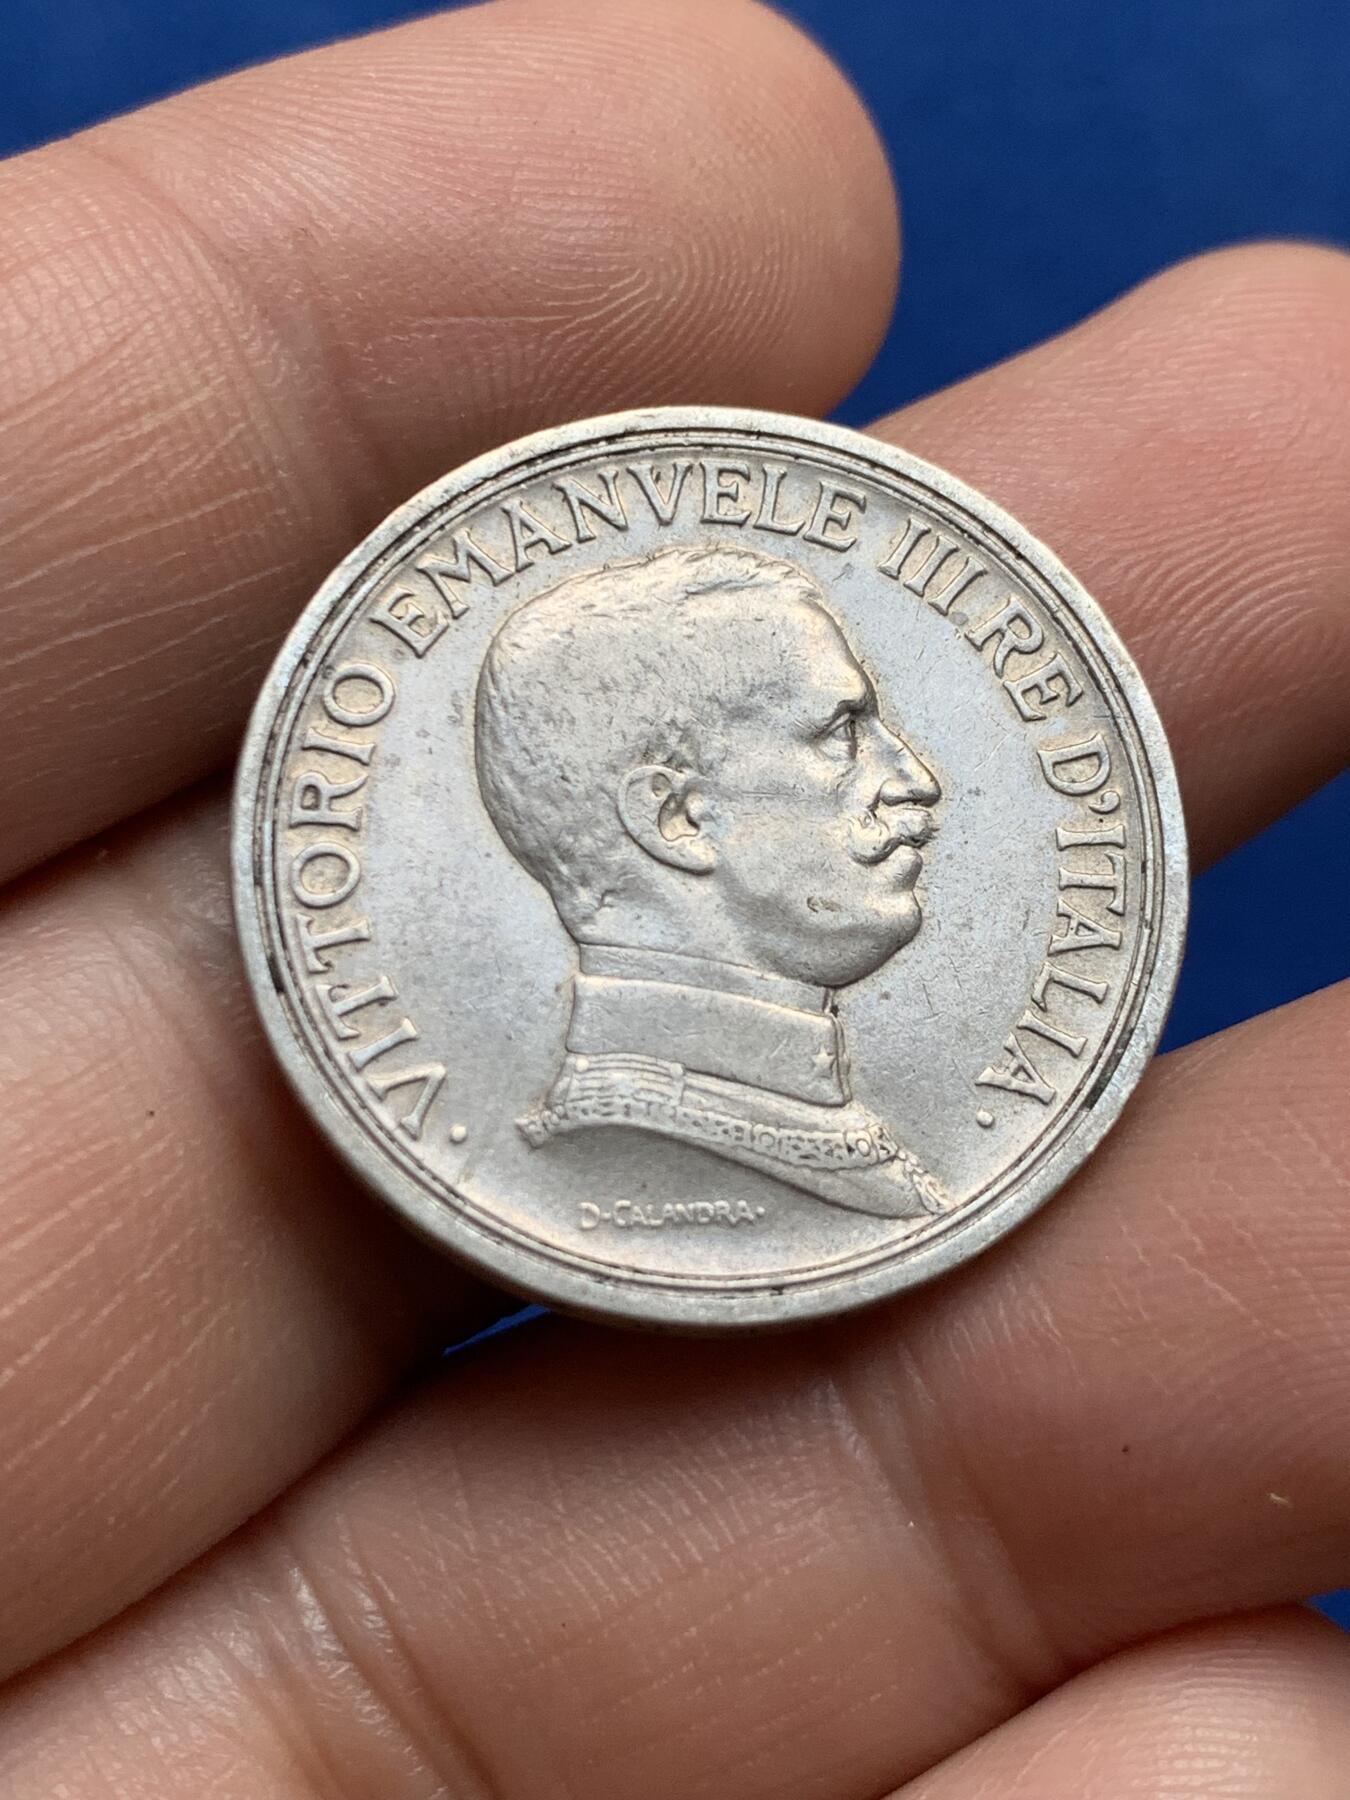 · VITTORIO EMANVELE III. RE D'ITALIA ·
D-CALANDRA·